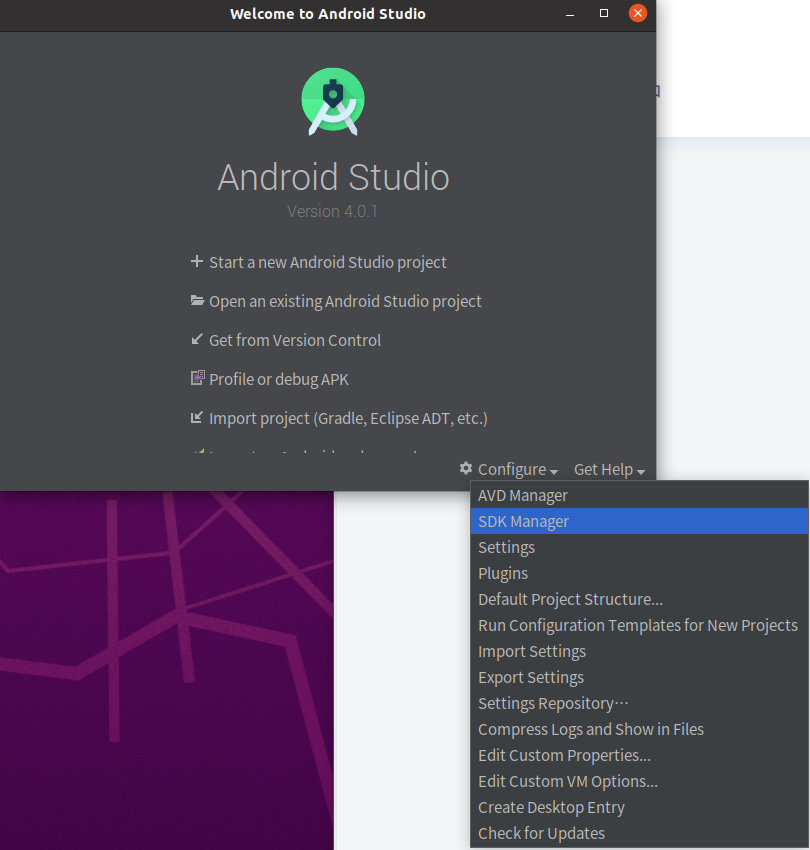 Welcome to Android Studio
Android Studio
Version 4.0.1
Start a new Android Studio project
Open an existing Android Studio project
Get from Version Control
Profile or debug APK
Import project (Gradle, Eclipse ADT, etc.)
Configure Get Help
AVD Manager
SDK Manager
Settings
Plugins
Default Project Structure...
Run Configuration Templates for New Projects
Import Settings
Export Settings
Settings Repository⋯
Compress Logs and Show in Files
Edit Custom Properties...
Edit Custom VM Options...
Create Desktop Entry
Check for Updates